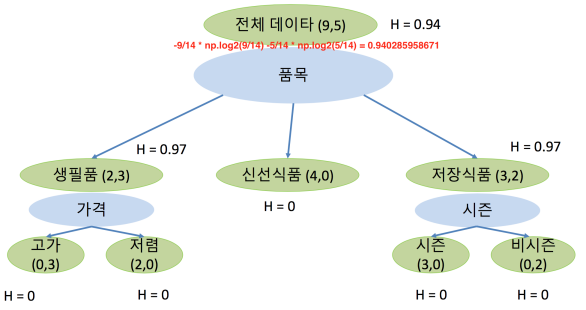 전체 데이타 (9,5)
H = 0.94
-9/14 * np.log2(9/14) -5/14 * np.log2(5/14) = 0.940285958671
품목
H = 0.97
H = 0.97
생필품 (2,3)
신선식품 (4,0)
저장식품 (3,2)
H = 0
가격
시즌
고가
(0,3)
저렴
(2,0)
시즌
(3,0)
비시즌
(0,2)
H = 0
H = 0
H = 0
H = 0